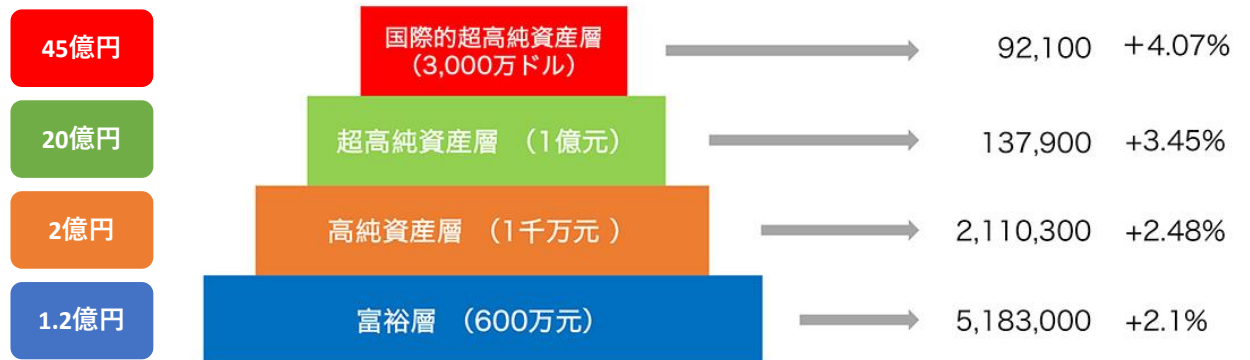 45億円
国際的超高純資産層
（3,000万ドル）
92,100 +4.07%
20億円
超高純資産層 （1億元）
137,900 +3.45%
2億円
高純資産層 （1千万元 ）
2,110,300 +2.48%
1.2億円
富裕層 （600万元）
5,183,000 +2.1%